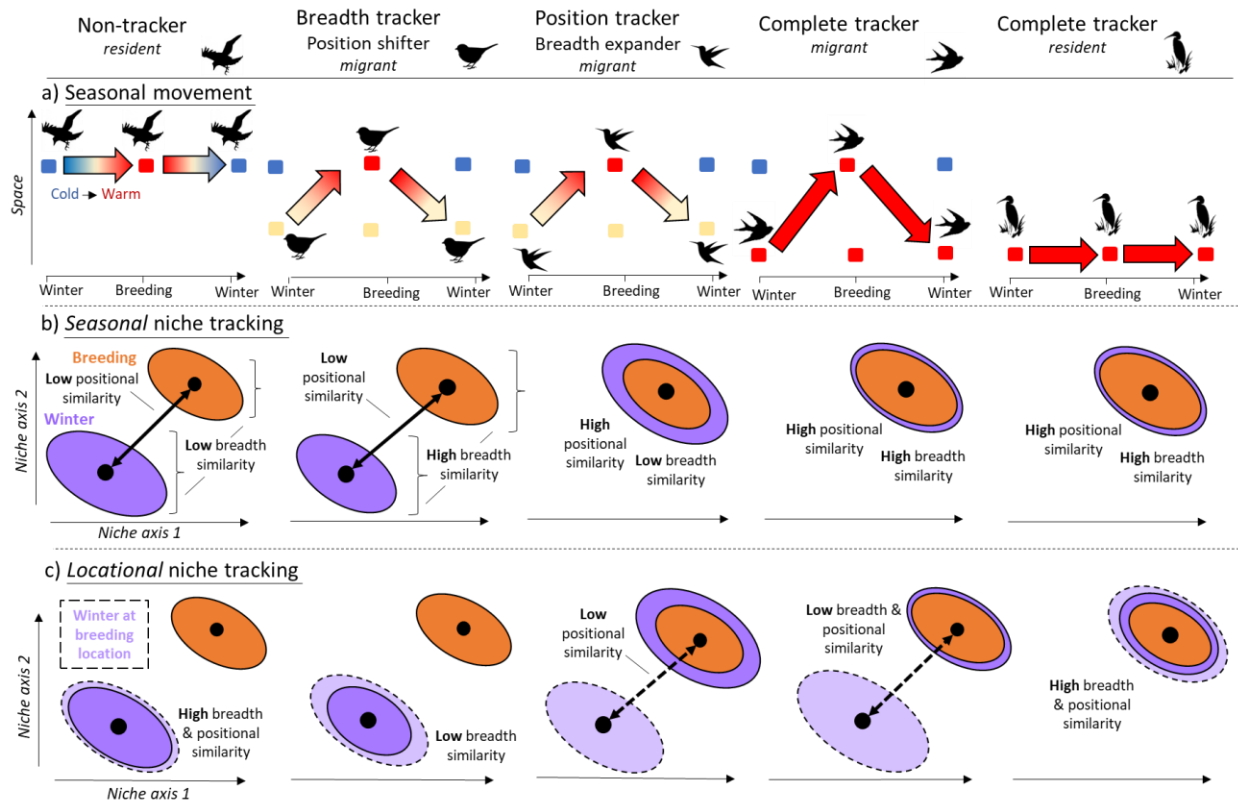 Non-tracker
resident
Breadth tracker
Position shifter
migrant
Position tracker
Breadth expander
migrant
Complete tracker
migrant
Complete tracker
resident
a) Seasonal movement
Space
Cold → Warm
Winter
Breeding
Winter
Winter
Breeding
Winter
Winter
Breeding
Winter
Winter
Breeding
Winter
Winter
Breeding
Winter
b) Seasonal niche tracking
Niche axis 2
Breeding
Low positional
similarity
Winter
Low breadth
similarity
Niche axis 1
Low
positional
similarity
High breadth
similarity
High
positional
similarity
Low breadth
similarity
High positional
similarity
High breadth
similarity
High positional
similarity
High breadth
similarity
c) Locational niche tracking
Niche axis 2
Winter at
breeding
location
High breadth
& positional
similarity
Niche axis 1
Low breadth
similarity
Low
positional
similarity
Low breadth &
positional
similarity
High breadth
& positional
similarity